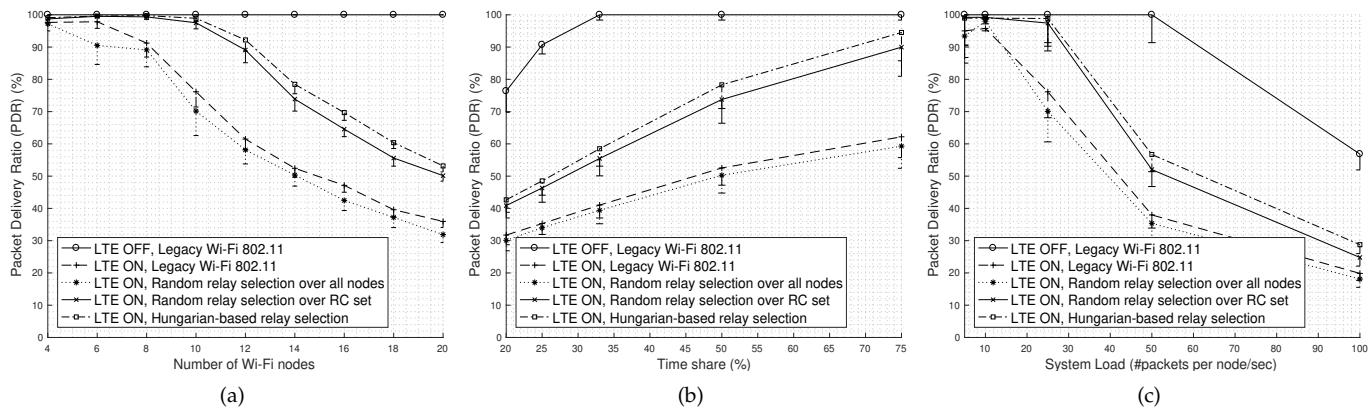 100
90
80
70
60
50
40
30
20
10
0
Packet Delivery Ratio (PDR) (%)
LTE OFF, Legacy Wi-Fi 802.11
LTE ON, Legacy Wi-Fi 802.11
LTE ON, Random relay selection over all nodes
LTE ON, Random relay selection over RC set
LTE ON, Hungarian-based relay selection
4 6 8 10 12 14 16 18 20
Number of Wi-Fi nodes
(a)
100
90
80
70
60
50
40
30
20
10
0
Packet Delivery Ratio (PDR) (%)
LTE OFF, Legacy Wi-Fi 802.11
LTE ON, Legacy Wi-Fi 802.11
LTE ON, Random relay selection over all nodes
LTE ON, Random relay selection over RC set
LTE ON, Hungarian-based relay selection
20 25 30 35 40 45 50 55 60 65 70 75
Time share (%)
(b)
100
90
80
70
60
50
40
30
20
10
0
Packet Delivery Ratio (PDR) (%)
LTE OFF, Legacy Wi-Fi 802.11
LTE ON, Legacy Wi-Fi 802.11
LTE ON, Random relay selection over all nodes
LTE ON, Random relay selection over RC set
LTE ON, Hungarian-based relay selection
10 20 30 40 50 60 70 80 90 100
System Load (#packets per node/sec)
(c)